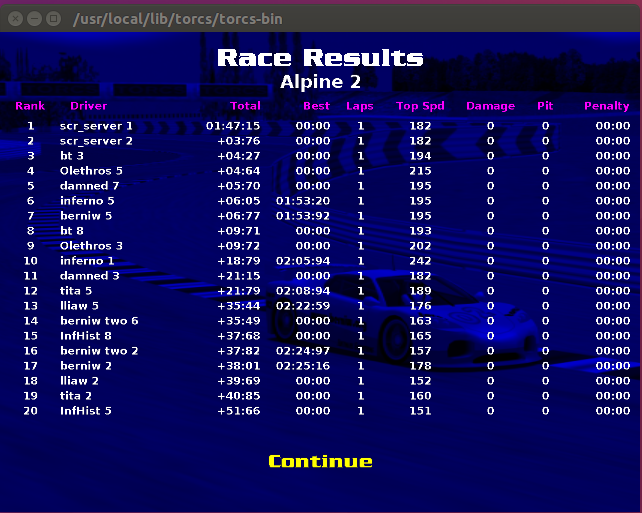 /usr/local/lib/torcs/torcs-bin
Race Results
Alpine 2
Rank Driver Total Best Laps Top Spd Damage Pit Penalty
1 scr_server 1 01:47:15 00:00 1 182 0 0 00:00
2 scr_server 2 +03:76 00:00 1 182 0 0 00:00
3 bt 3 +04:27 00:00 1 194 0 0 00:00
4 Olethros 5 +04:64 00:00 1 215 0 0 00:00
5 damned 7 +05:70 00:00 1 195 0 0 00:00
6 inferno 5 +06:05 01:53:20 1 195 0 0 00:00
7 berniw 5 +06:77 01:53:92 1 195 0 0 00:00
8 bt 8 +09:71 00:00 1 193 0 0 00:00
9 Olethros 3 +09:72 00:00 1 202 0 0 00:00
10 inferno 1 +18:79 02:05:94 1 242 0 0 00:00
11 damned 3 +21:15 00:00 1 182 0 0 00:00
12 tita 5 +21:79 02:08:94 1 189 0 0 00:00
13 lliaw 5 +35:44 02:22:59 1 176 0 0 00:00
14 berniw two 6 +35:49 00:00 1 163 0 0 00:00
15 InfHist 8 +37:68 00:00 1 165 0 0 00:00
16 berniw two 2 +37:82 02:24:97 1 157 0 0 00:00
17 berniw 2 +38:01 02:25:16 1 178 0 0 00:00
18 lliaw 2 +39:69 00:00 1 152 0 0 00:00
19 tita 2 +40:85 00:00 1 160 0 0 00:00
20 InfHist 5 +51:66 00:00 1 151 0 0 00:00
Continue